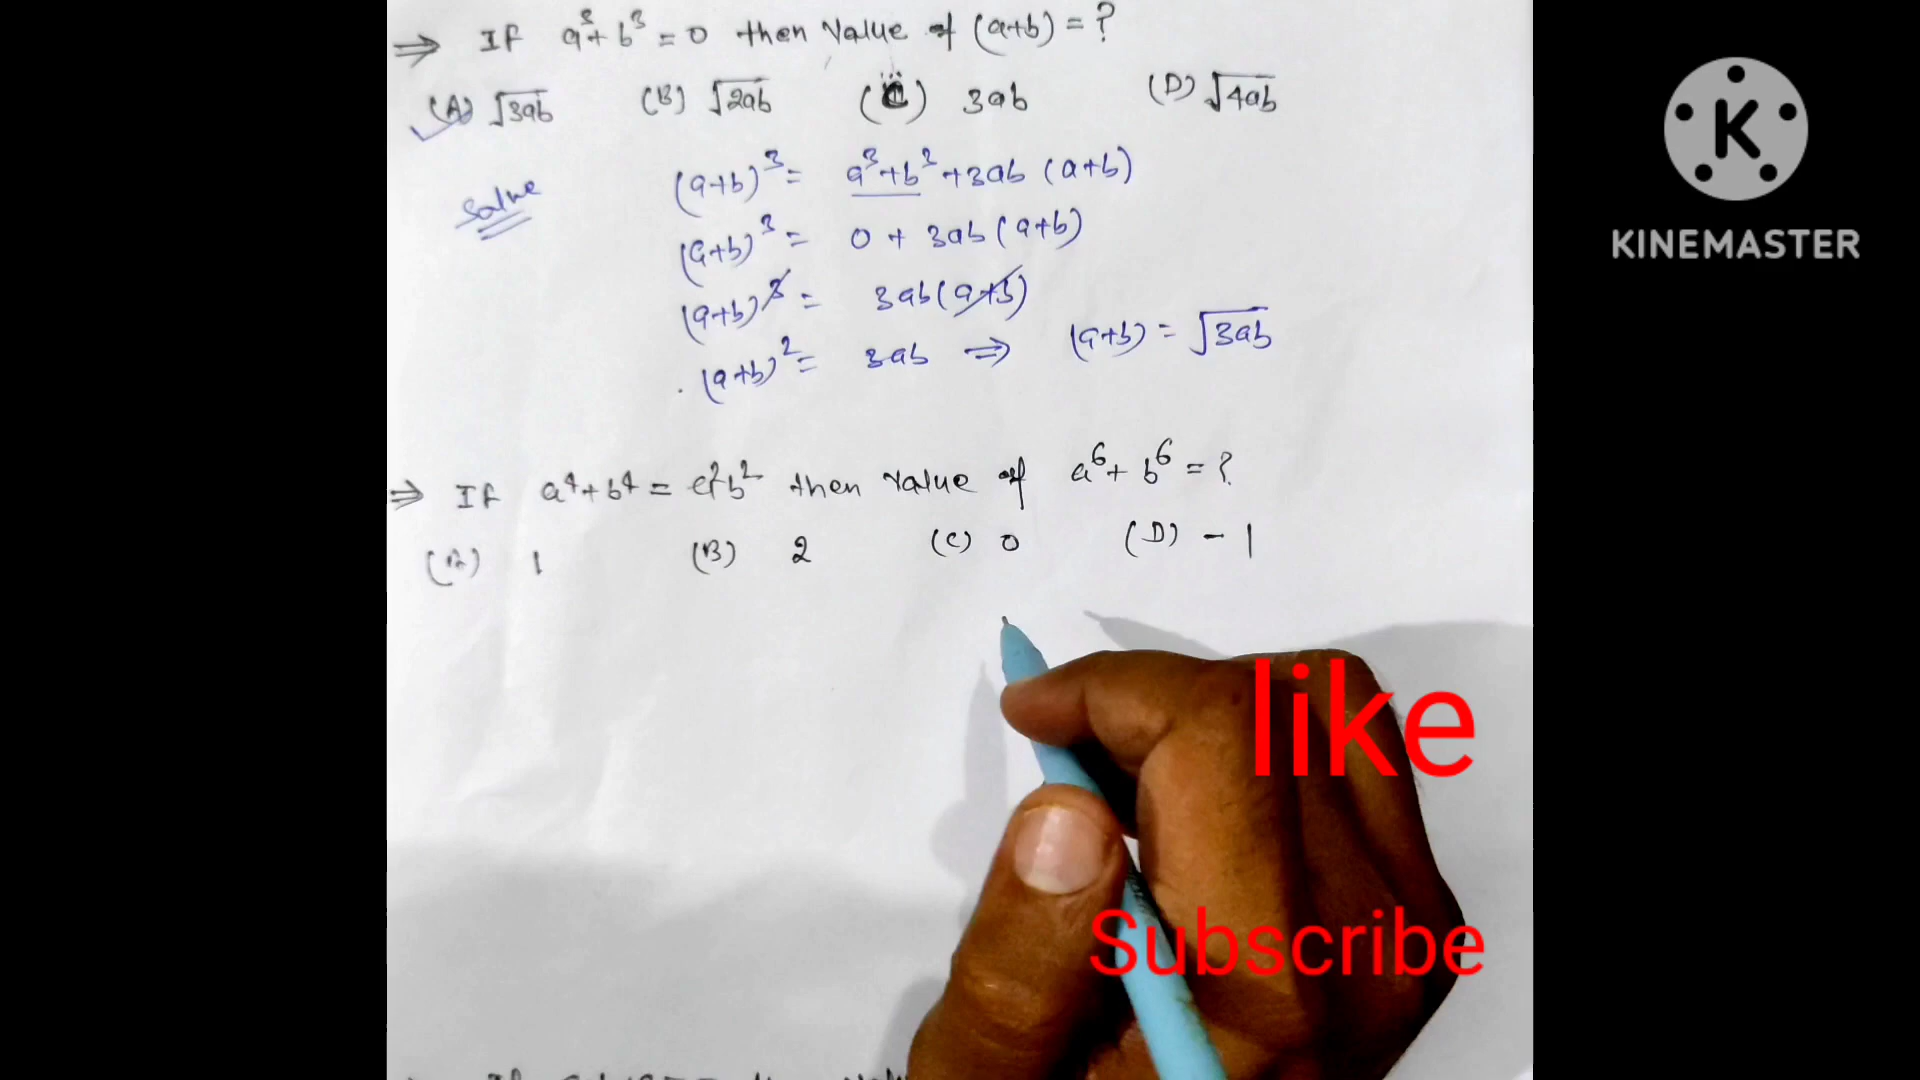 ⇒ If a³+b³=0 then value of (a+b)=?
(A) √3ab (B) √2ab (C) 3ab (D) √4ab
Solve
(a+b)³= a³+b³+3ab(a+b)
(a+b)³= 0+3ab(a+b)
(a+b)³= 3ab(a+b)
(a+b)²= 3ab ⇒ (a+b)=√3ab
⇒ If a⁴+b⁴=a²b² then value of a⁶+b⁶=?
(A) 1 (B) 2 (C) 0 (D) -1
K
KINEMASTER
like
Subscribe